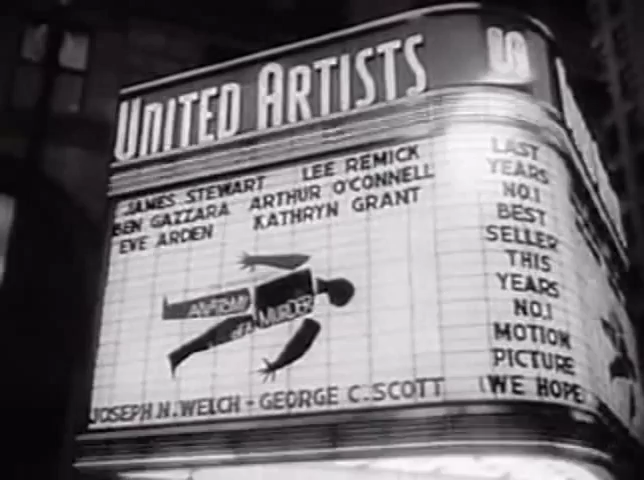 UNITED ARTISTS
JAMES STEWART LEE REMICK
BEN GAZZARA ARTHUR O'CONNELL
EVE ARDEN KATHRYN GRANT
ANATOMY
OF A MURDER
JOSEPH N. WELCH - GEORGE C. SCOTT
LAST
YEARS
NO.1
BEST
SELLER
THIS
YEARS
NO.1
MOTION
PICTURE
(WE HOPE